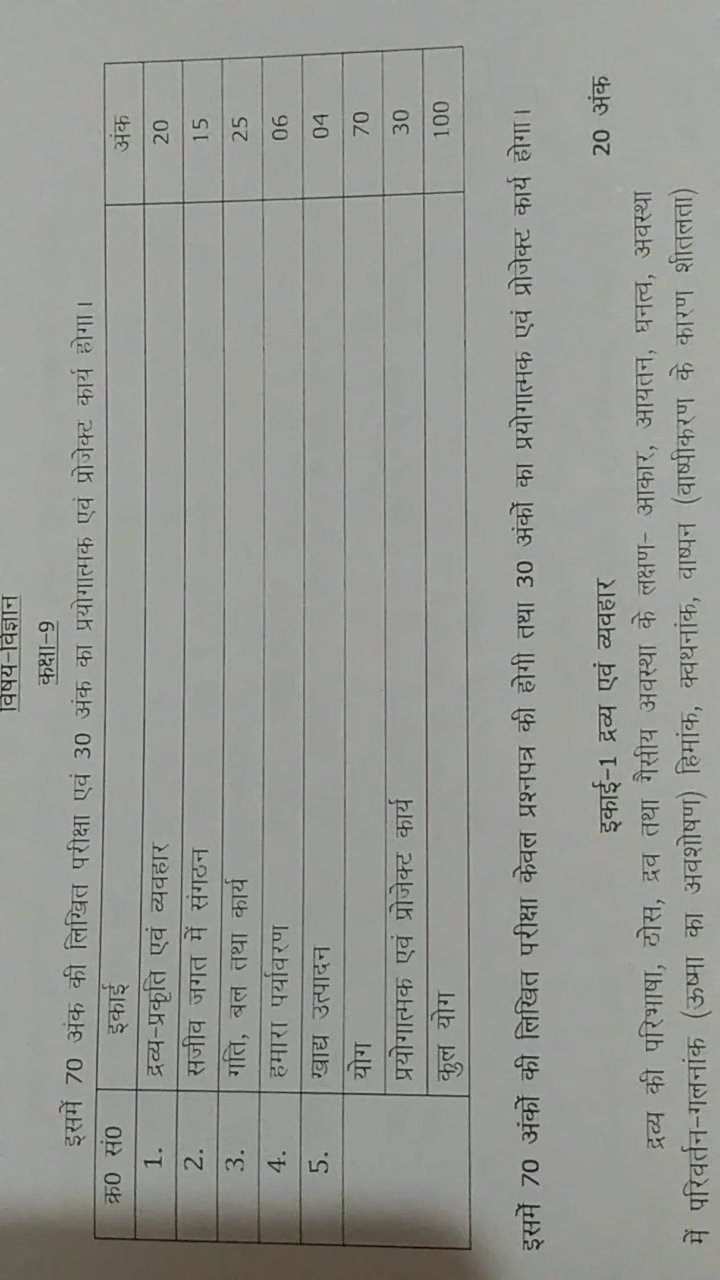 विषय-विज्ञान
कक्षा-9
इसमें 70 अंक की लिखित परीक्षा एवं 30 अंक का प्रयोगात्मक एवं प्रोजेक्ट कार्य होगा।
क्र0 सं0 इकाई अंक
1. द्रव्य-प्रकृति एवं व्यवहार 20
2. सजीव जगत में संगठन 15
3. गति, बल तथा कार्य 25
4. हमारा पर्यावरण 06
5. खाद्य उत्पादन 04
योग 70
प्रयोगात्मक एवं प्रोजेक्ट कार्य 30
कुल योग 100
इसमें 70 अंकों की लिखित परीक्षा केवल प्रश्नपत्र की होगी तथा 30 अंकों का प्रयोगात्मक एवं प्रोजेक्ट कार्य होगा।
इकाई-1 द्रव्य एवं व्यवहार 20 अंक
द्रव्य की परिभाषा, ठोस, द्रव तथा गैसीय अवस्था के लक्षण- आकार, आयतन, घनत्व, अवस्था
में परिवर्तन-गलनांक (ऊष्मा का अवशोषण) हिमांक, क्वथनांक, वाष्पन (वाष्पीकरण के कारण शीतलता)